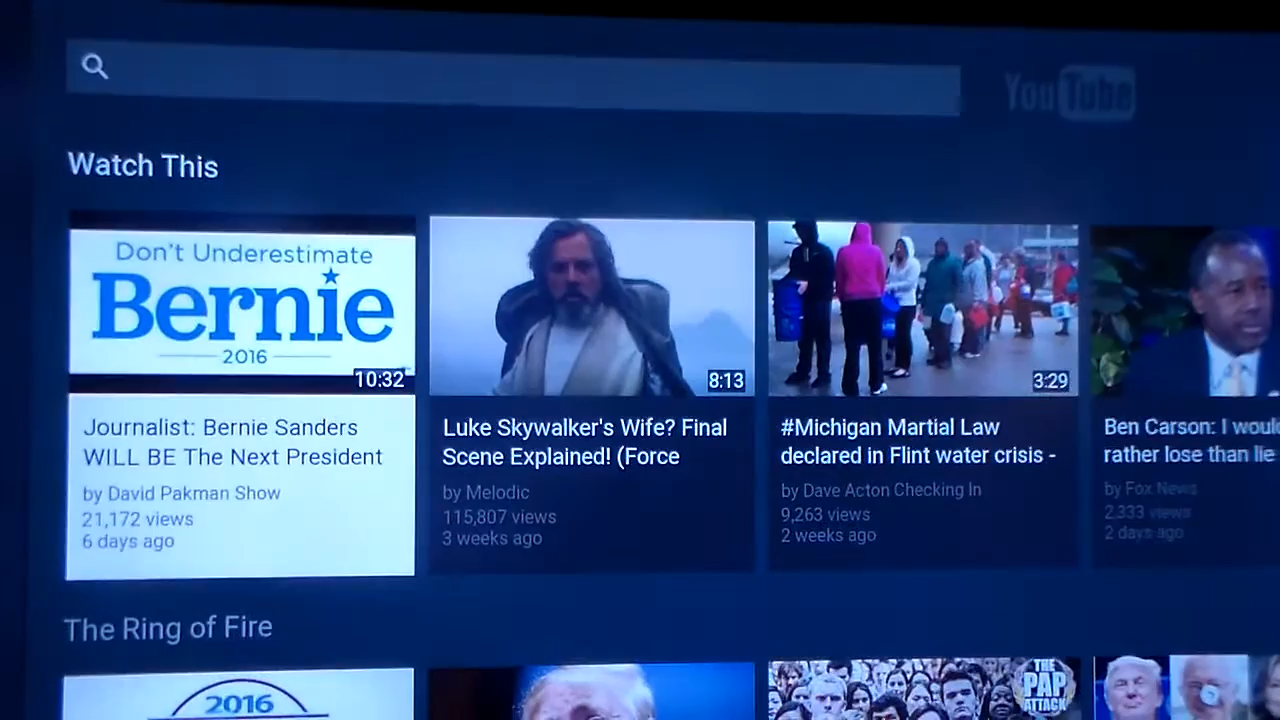 YouTube
Watch This
Don't Underestimate
Bernie
2016
10:32
8:13
3:29
Journalist: Bernie Sanders
WILL BE The Next President
by David Pakman Show
21,172 views
6 days ago
Luke Skywalker's Wife? Final
Scene Explained! (Force
by Melodic
115,807 views
3 weeks ago
#Michigan Martial Law
declared in Flint water crisis -
by Dave Acton Checking In
9,263 views
2 weeks ago
Ben Carson: I woul
rather lose than lie
by Fox News
2,333 views
2 days ago
The Ring of Fire
2016
THE
PAP
ATTACK